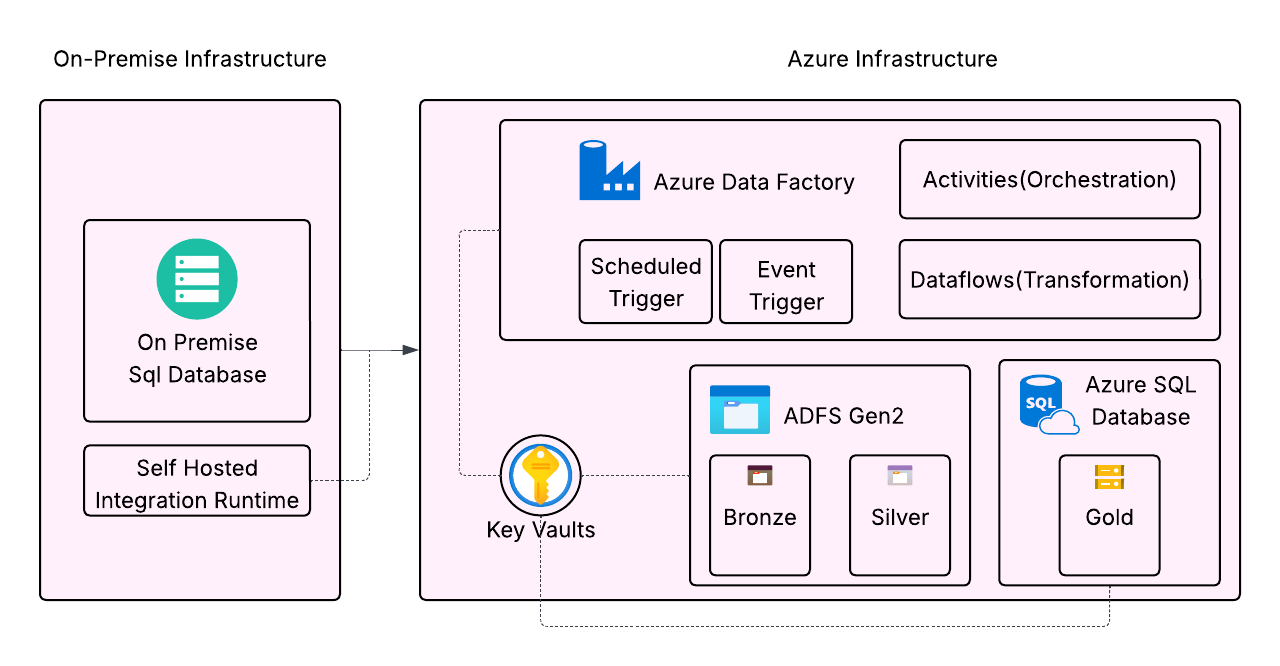 On-Premise Infrastructure
Azure Infrastructure
On Premise
Sql Database
Self Hosted
Integration Runtime
Azure Data Factory
Activities(Orchestration)
Scheduled
Trigger
Event
Trigger
Dataflows(Transformation)
Key Vaults
ADFS Gen2
Bronze
Silver
SQL
Azure SQL
Database
Gold